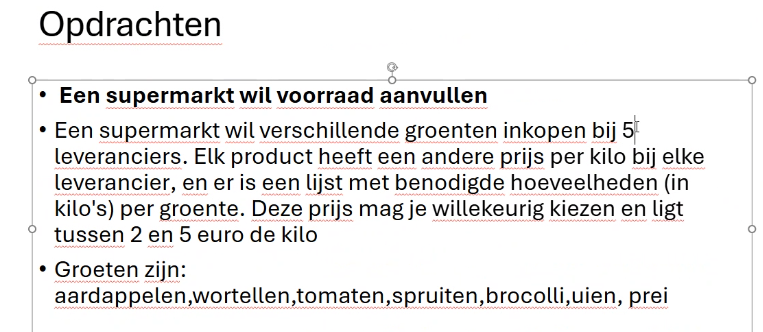 Opdrachten
• Een supermarkt wil voorraad aanvullen
• Een supermarkt wil verschillende groenten inkopen bij 5
leveranciers. Elk product heeft een andere prijs per kilo bij elke
leverancier, en er is een lijst met benodigde hoeveelheden (in
kilo's) per groente. Deze prijs mag je willekeurig kiezen en ligt
tussen 2 en 5 euro de kilo
• Groeten zijn:
aardappelen,wortellen,tomaten,spruiten,brocolli,uien, prei